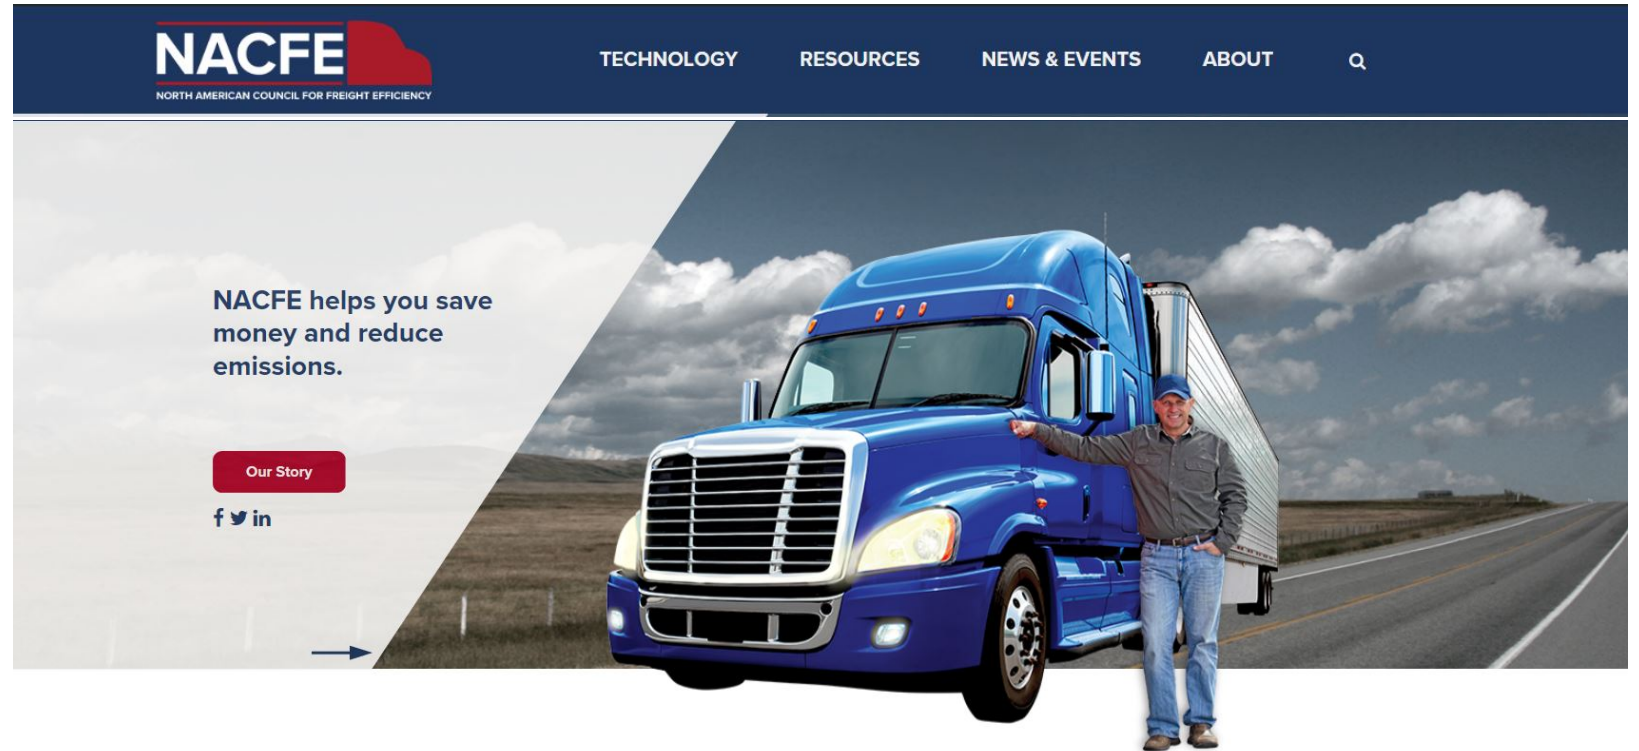 NACFE
NORTH AMERICAN COUNCIL FOR FREIGHT EFFICIENCY
TECHNOLOGY
RESOURCES
NEWS & EVENTS
ABOUT
NACFE helps you save
money and reduce
emissions.
Our Story